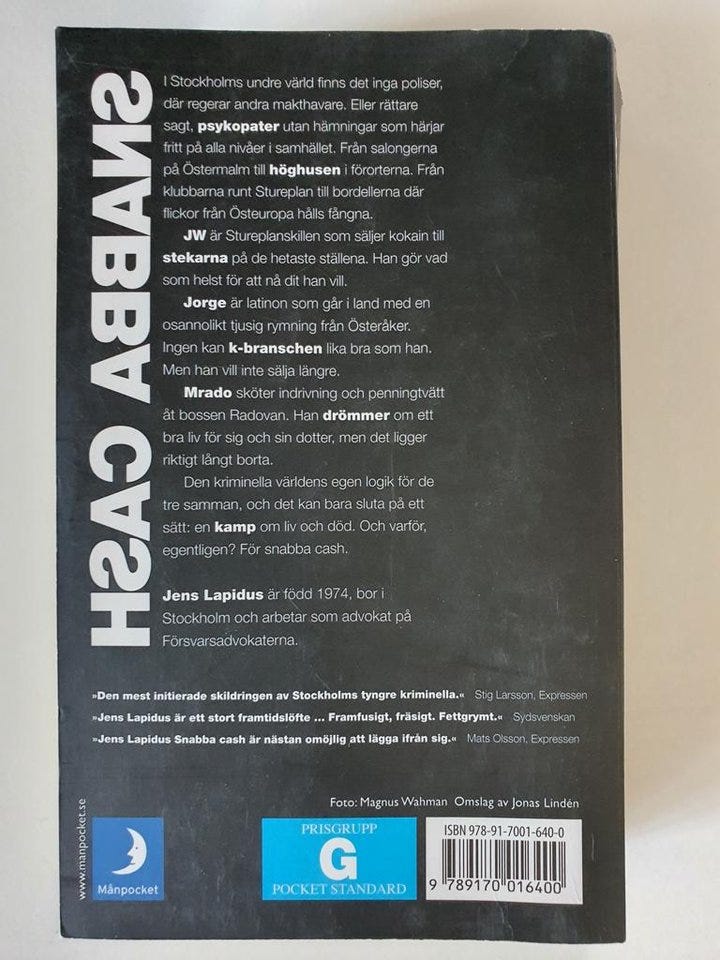 SNABBA CASH
I Stockholms undre värld finns det inga poliser,
där regerar andra makthavare. Eller rättare
sagt, psykopater utan hämningar som härjar
fritt på alla nivåer i samhället. Från salongerna
på Östermalm till höghusen i förorterna. Från
klubbarna runt Stureplan till bordellerna där
flickor från Östeuropa hålls fångna.
JW är Stureplanskillen som säljer kokain till
stekarna på de hetaste ställena. Han gör vad
som helst för att nå dit han vill.
Jorge är latinon som går i land med en
osannolikt tjusig rymning från Österåker.
Ingen kan k-branschen lika bra som han.
Men han vill inte sälja längre.
Mrado sköter indrivning och penningtvätt
åt bossen Radovan. Han drömmer om ett
bra liv för sig och sin dotter, men det ligger
riktigt långt borta.
Den kriminella världens egen logik för de
tre samman, och det kan bara sluta på ett
sätt: en kamp om liv och död. Och varför,
egentligen? För snabba cash.
Jens Lapidus är född 1974, bor i
Stockholm och arbetar som advokat på
Försvarsadvokaterna.
»Den mest initierade skildringen av Stockholms tyngre kriminella.« Stig Larsson, Expressen
»Jens Lapidus är ett stort framtidslöfte ... Framfusigt, fräsigt. Fettgrymt.« Sydsvenskan
»Jens Lapidus Snabba cash är nästan omöjlig att lägga ifrån sig.« Mats Olsson, Expressen
Foto: Magnus Wahman Omslag av Jonas Lindén
www.manpocket.se
Månpocket
PRISGRUPP
G
POCKET STANDARD
ISBN 978-91-7001-640-0
9 789170 016400